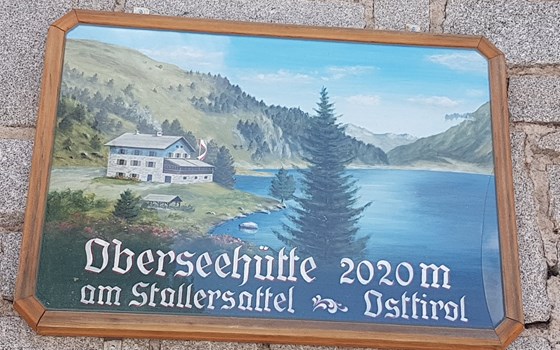 Oberseehütte 2020 m
am Stallersattel Osttirol